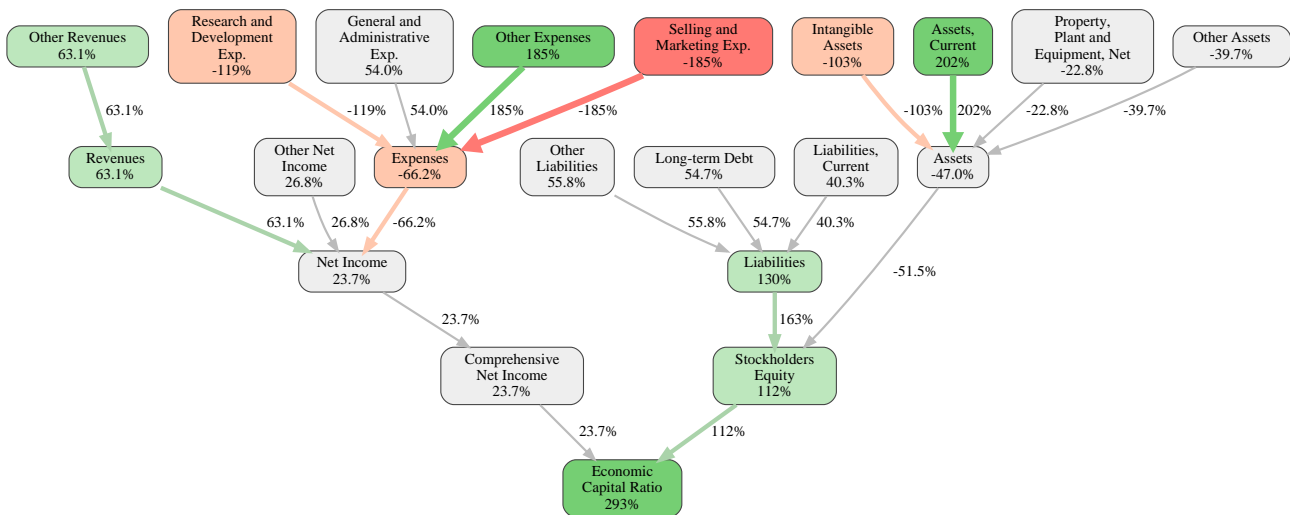 Other Revenues
63.1%
Research and
Development
Exp.
-119%
General and
Administrative
Exp.
54.0%
Other Expenses
185%
Selling and
Marketing Exp.
-185%
Intangible
Assets
-103%
Assets,
Current
202%
Property,
Plant and
Equipment, Net
-22.8%
Other Assets
-39.7%
63.1%
-119%
54.0%
185%
-185%
-103%
202%
-22.8%
-39.7%
Revenues
63.1%
Other Net
Income
26.8%
Expenses
-66.2%
Other
Liabilities
55.8%
Long-term Debt
54.7%
Liabilities,
Current
40.3%
Assets
-47.0%
63.1%
26.8%
-66.2%
55.8%
54.7%
40.3%
Net Income
23.7%
Liabilities
130%
-51.5%
23.7%
163%
Comprehensive
Net Income
23.7%
Stockholders
Equity
112%
23.7%
112%
Economic
Capital Ratio
293%